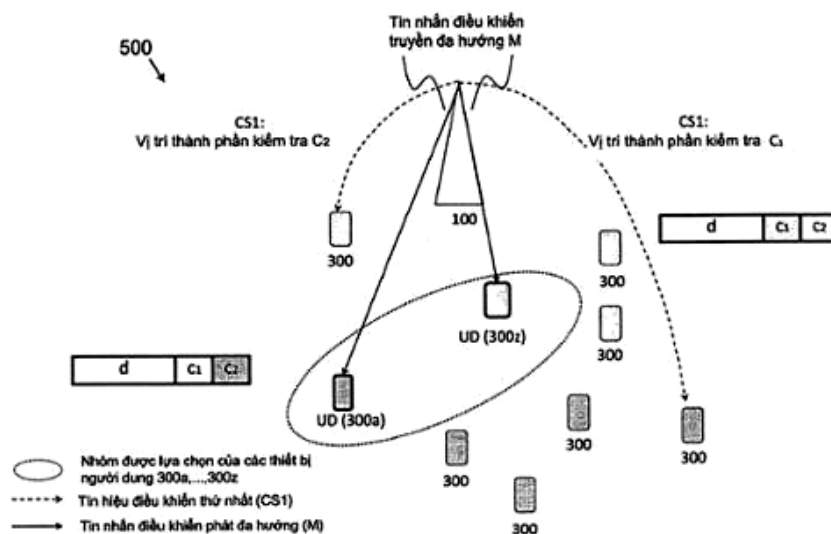 Tin nhắn điều khiển
truyền đa hướng M
500
CS1:
Vị trí thành phần kiểm tra C₂
CS1:
Vị trí thành phần kiểm tra C₁
100
300
d C₁ C₂
300
UD (300z)
300
d C₁ C₂
UD (300a)
300
300
300
300
Nhóm được lựa chọn của các thiết bị
người dung 300a,...,300z
Tín hiệu điều khiển thứ nhất (CS1)
Tin nhắn điều khiển phát đa hướng (M)